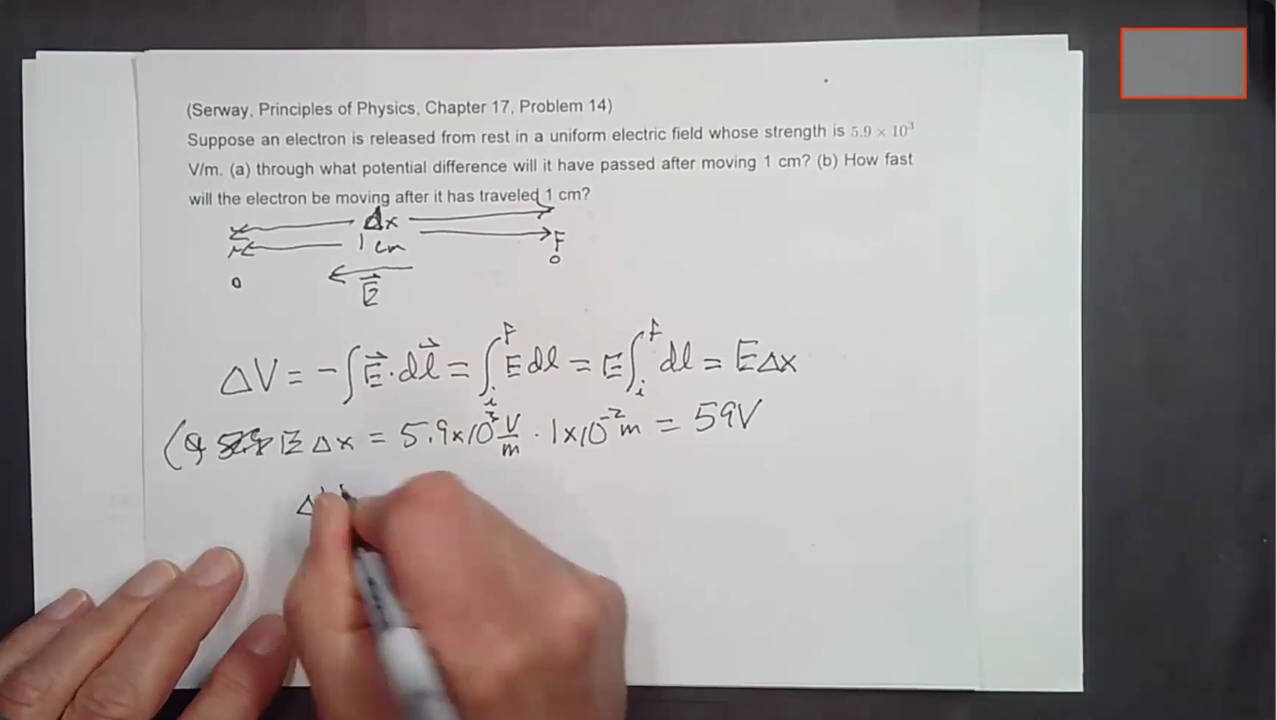 (Serway, Principles of Physics, Chapter 17, Problem 14)
Suppose an electron is released from rest in a uniform electric field whose strength is 5.9 × 10³
V/m. (a) through what potential difference will it have passed after moving 1 cm? (b) How fast
will the electron be moving after it has traveled 1 cm?
Δx
1 cm
F
E⃗
ΔV = -∫E⃗·dl⃗ = ∫ᵢᶠ E dl = E∫ᵢᶠ dl = EΔx
E Δx = 5.9×10³ V/m · 1×10⁻² m = 59V